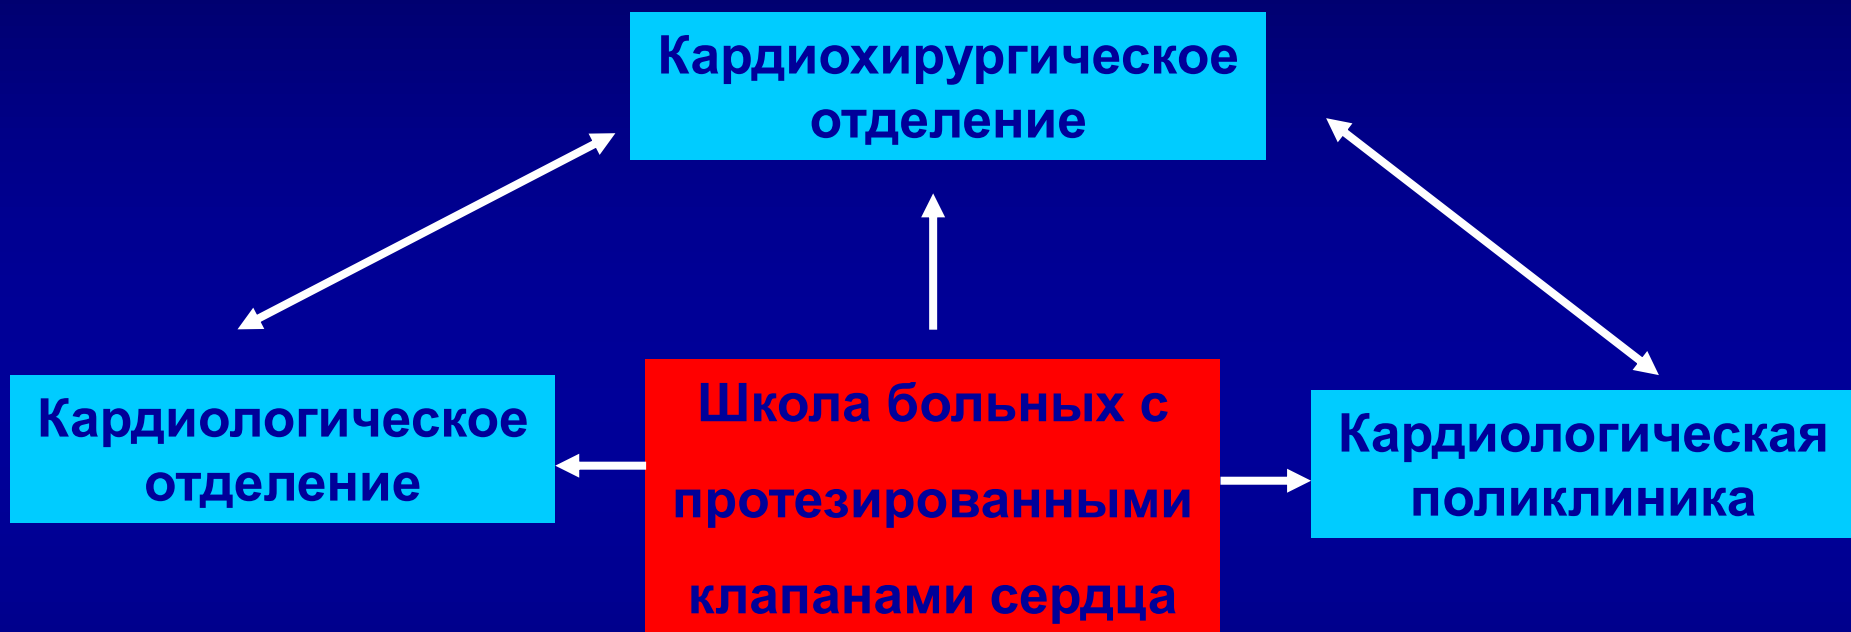 Кардиохирургическое
отделение
Кардиологическое
отделение
Школа больных с
протезированными
клапанами сердца
Кардиологическая
поликлиника